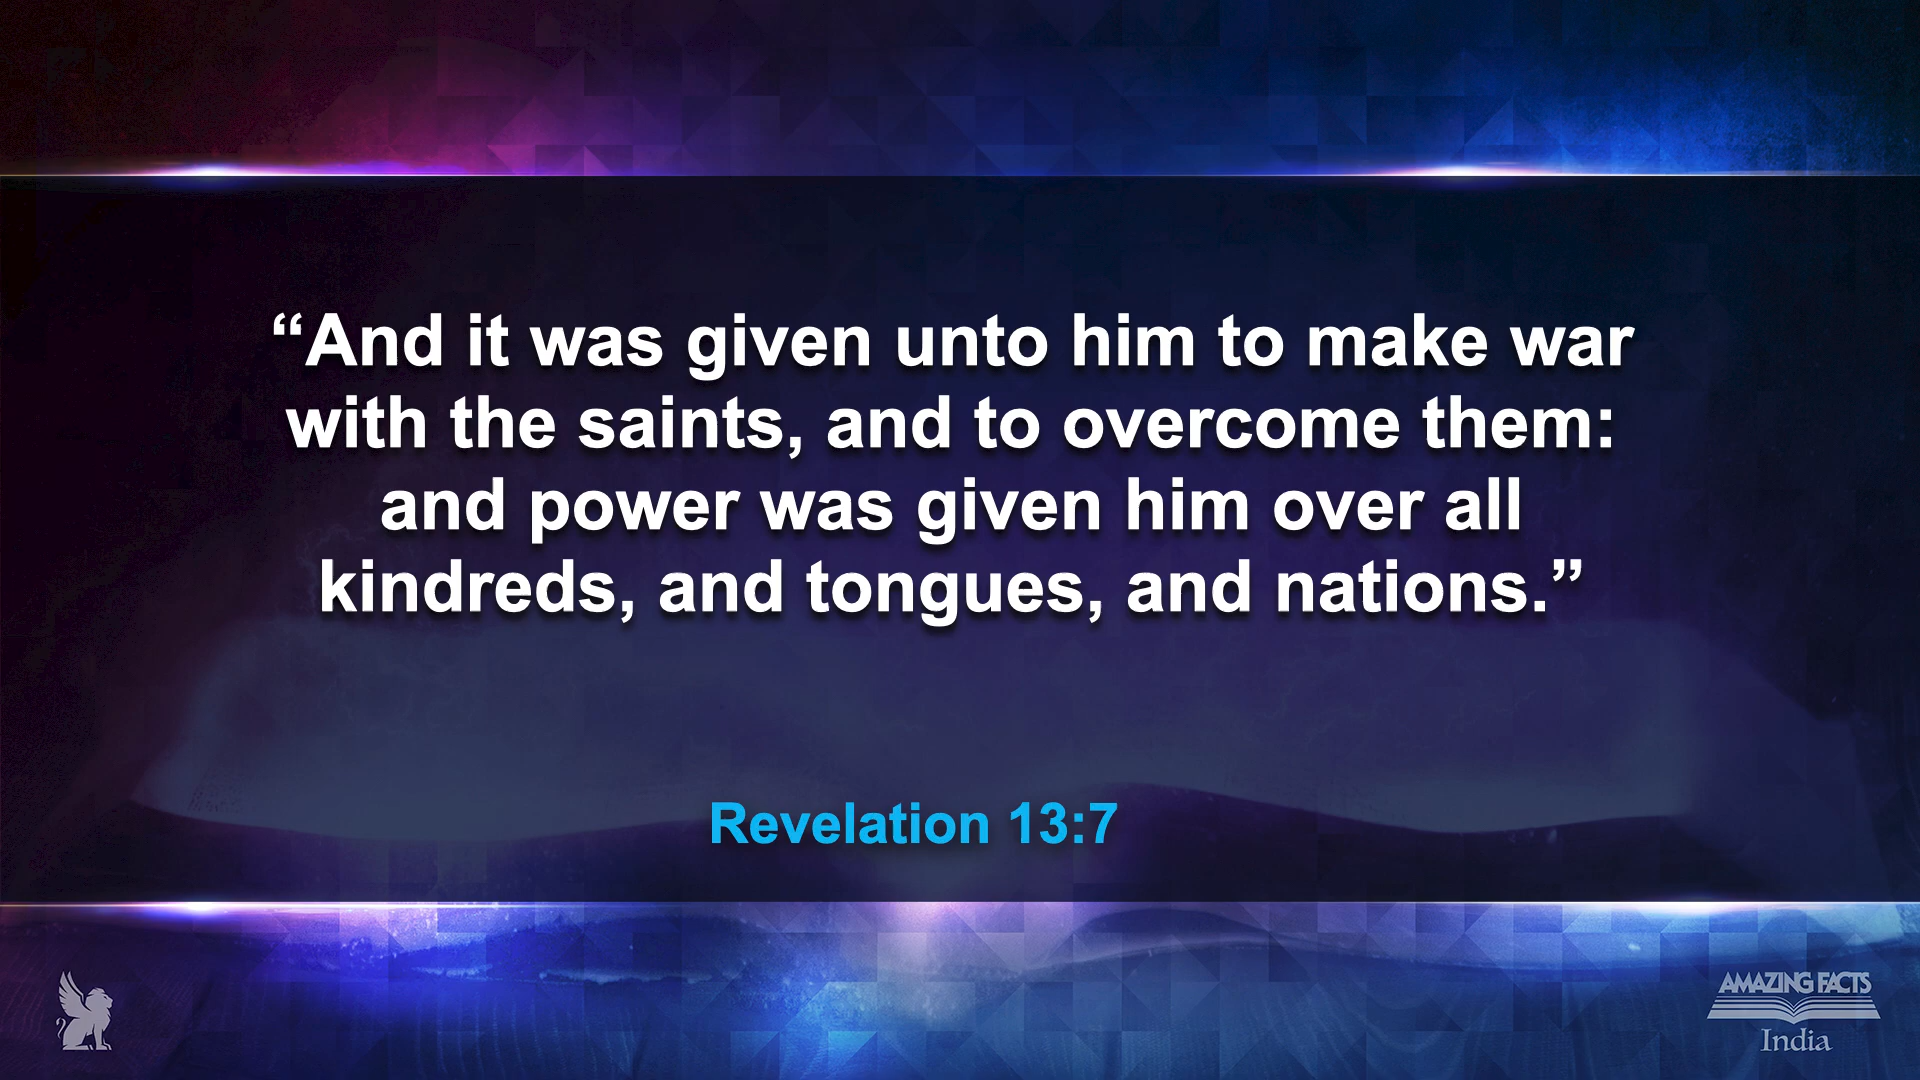 “And it was given unto him to make war
with the saints, and to overcome them:
and power was given him over all
kindreds, and tongues, and nations.”
Revelation 13:7
AMAZING FACTS
India